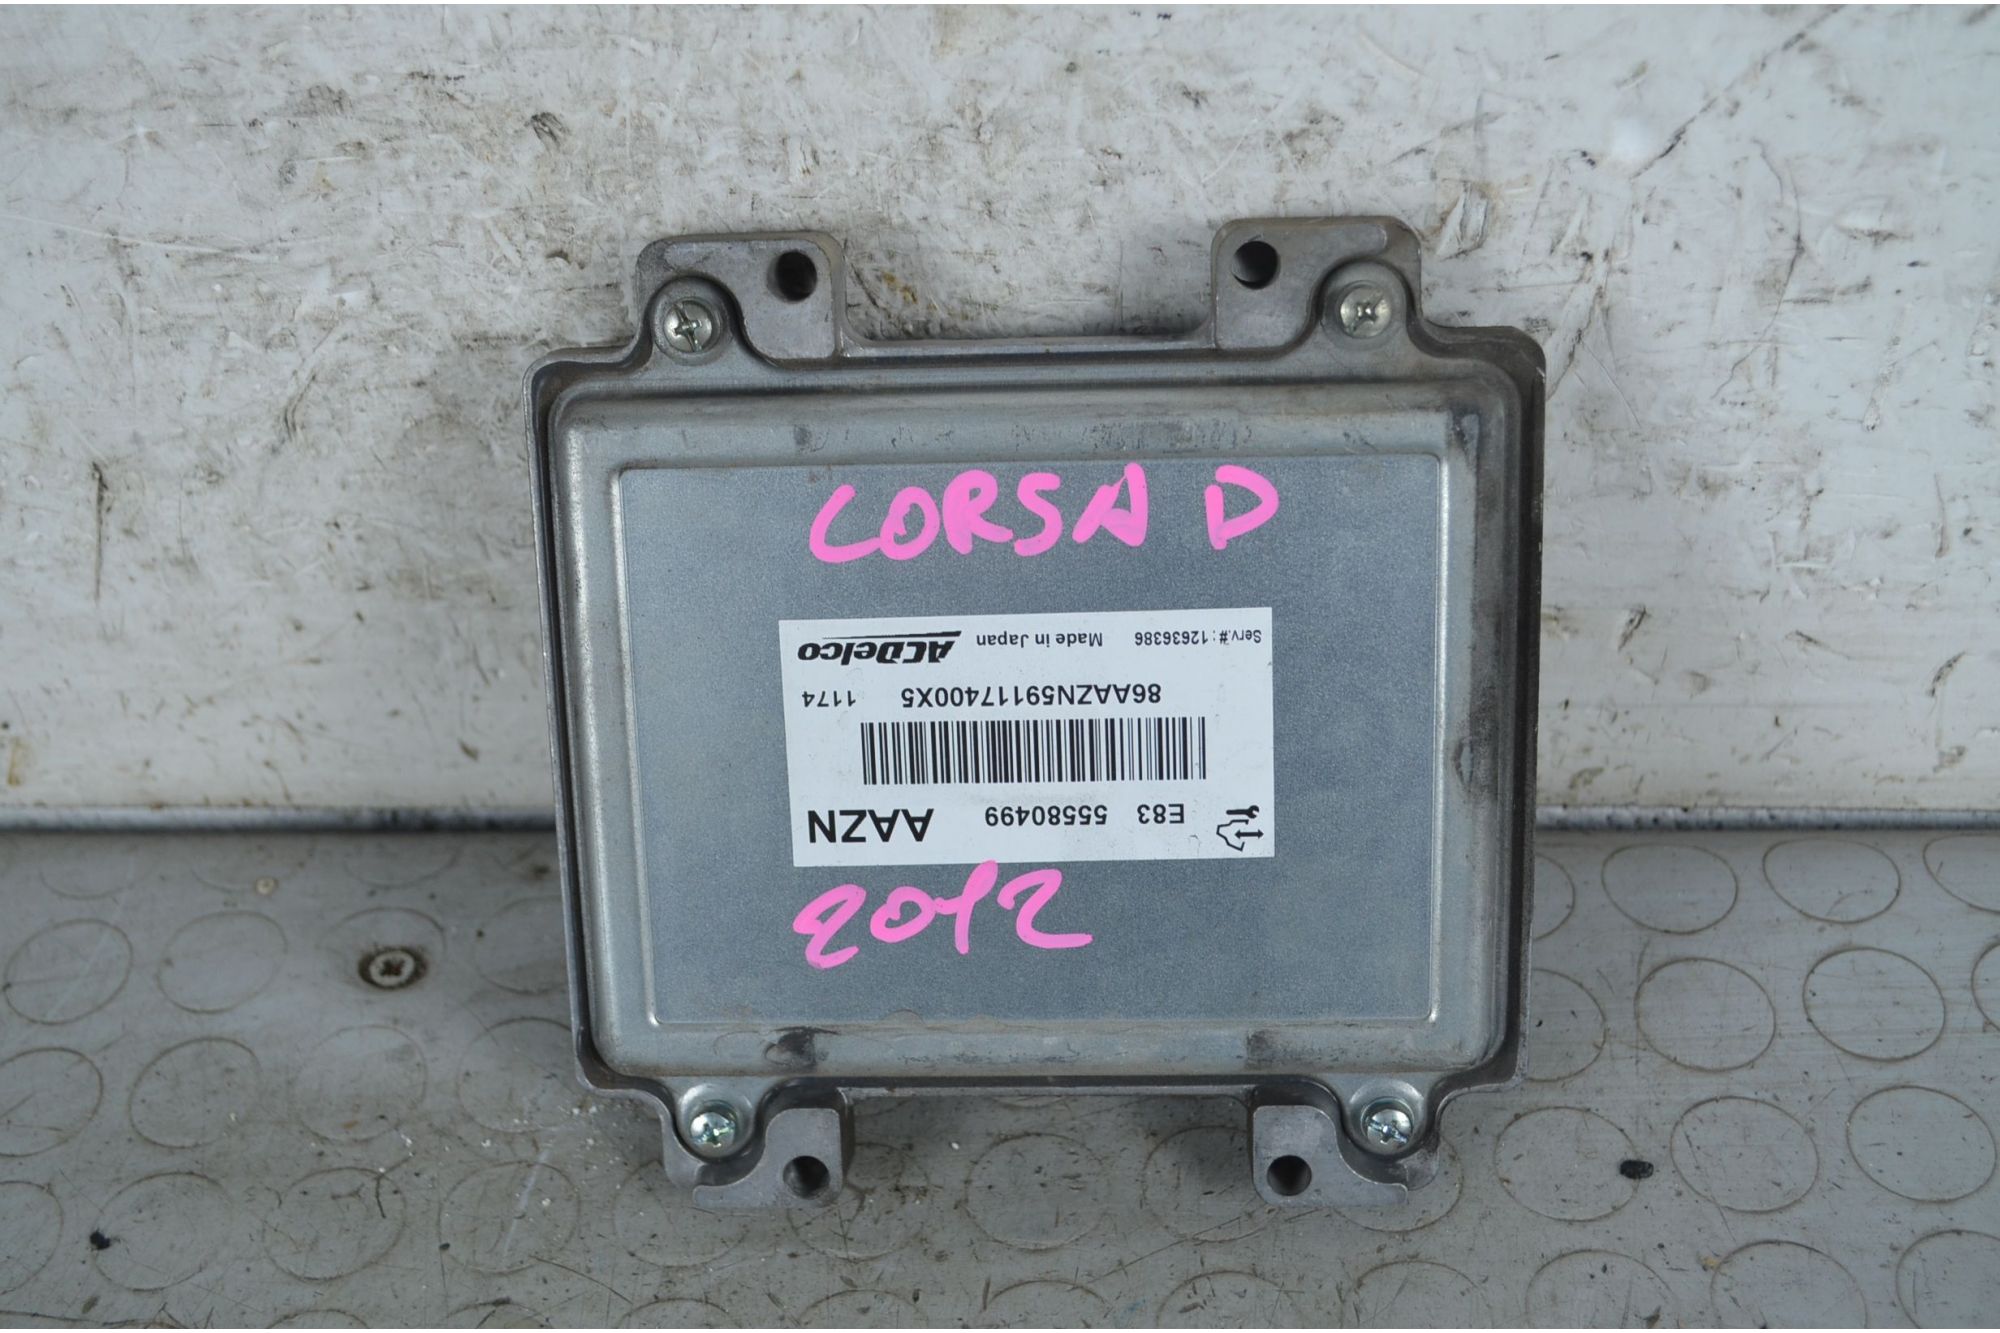 CORSA D
E83 55580499 AAZN
86AAZN59117400X5 1174
Serv.#:12636386 Made in Japan ACDelco
2012